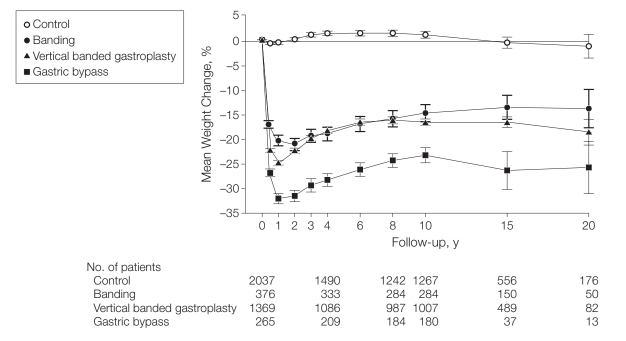 Control
Banding
Vertical banded gastroplasty
Gastric bypass
Mean Weight Change, %
5
0
−5
−10
−15
−20
−25
−30
−35
0 1 2 3 4 6 8 10 15 20
Follow-up, y
No. of patients
Control 2037 1490 1242 1267 556 176
Banding 376 333 284 284 150 50
Vertical banded gastroplasty 1369 1086 987 1007 489 82
Gastric bypass 265 209 184 180 37 13